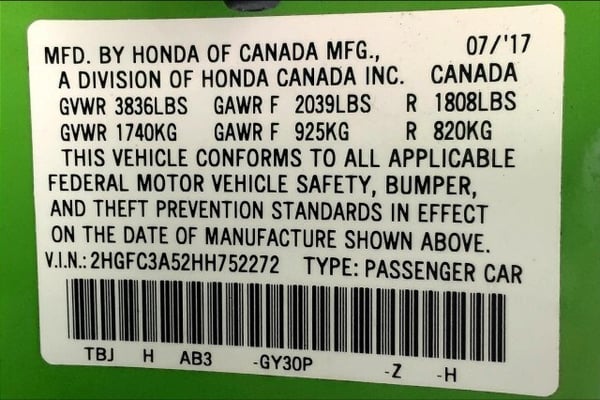 MFD. BY HONDA OF CANADA MFG., 07/'17
A DIVISION OF HONDA CANADA INC. CANADA
GVWR 3836LBS GAWR F 2039LBS R 1808LBS
GVWR 1740KG GAWR F 925KG R 820KG
THIS VEHICLE CONFORMS TO ALL APPLICABLE
FEDERAL MOTOR VEHICLE SAFETY, BUMPER,
AND THEFT PREVENTION STANDARDS IN EFFECT
ON THE DATE OF MANUFACTURE SHOWN ABOVE.
V.I.N.: 2HGFC3A52HH752272 TYPE: PASSENGER CAR
TBJ H AB3 -GY30P -Z -H